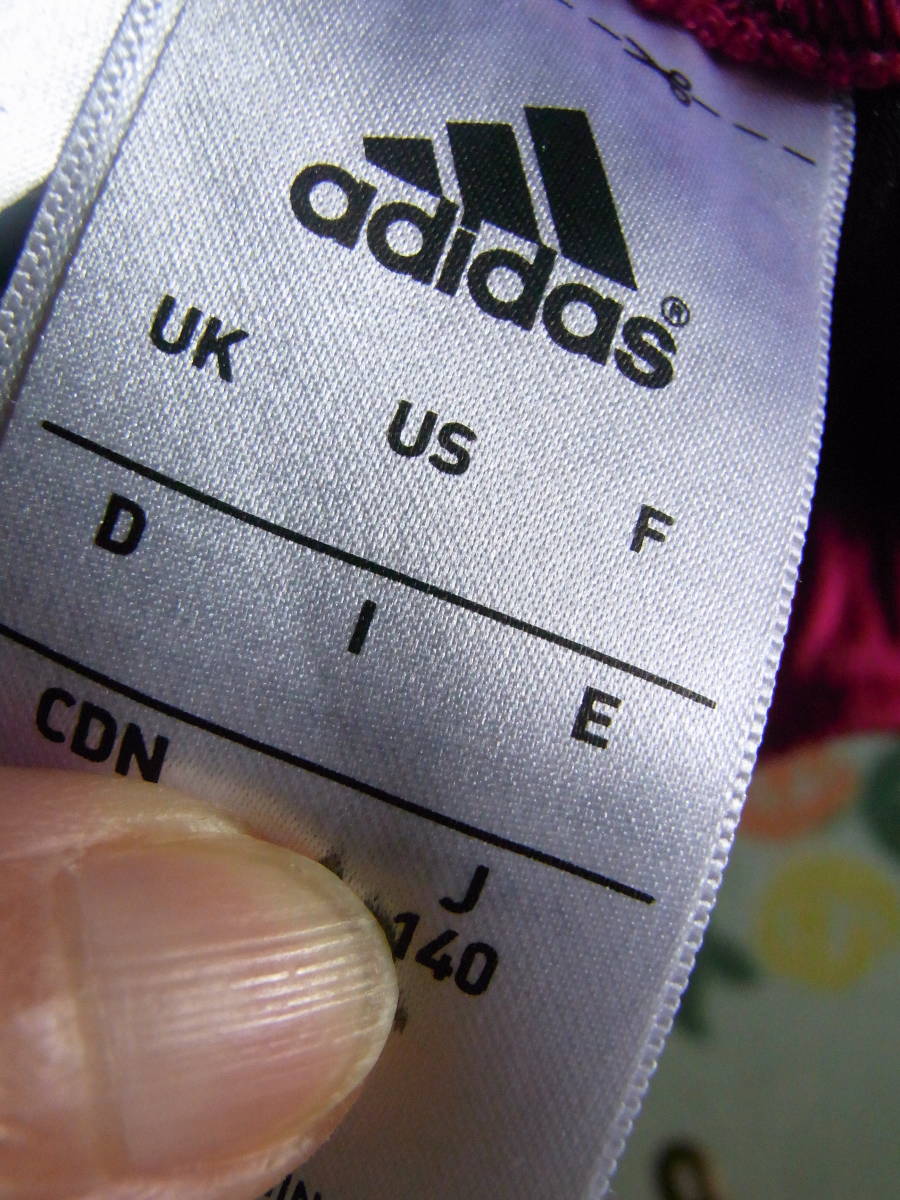 adidas®
UK US F
D I E
CDN J
140